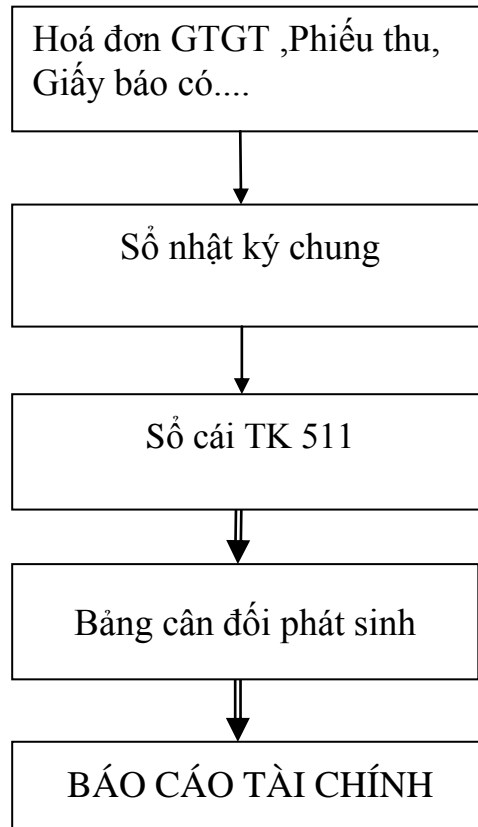 Hoá đơn GTGT ,Phiếu thu,
Giấy báo có....
Sổ nhật ký chung
Sổ cái TK 511
Bảng cân đối phát sinh
BÁO CÁO TÀI CHÍNH